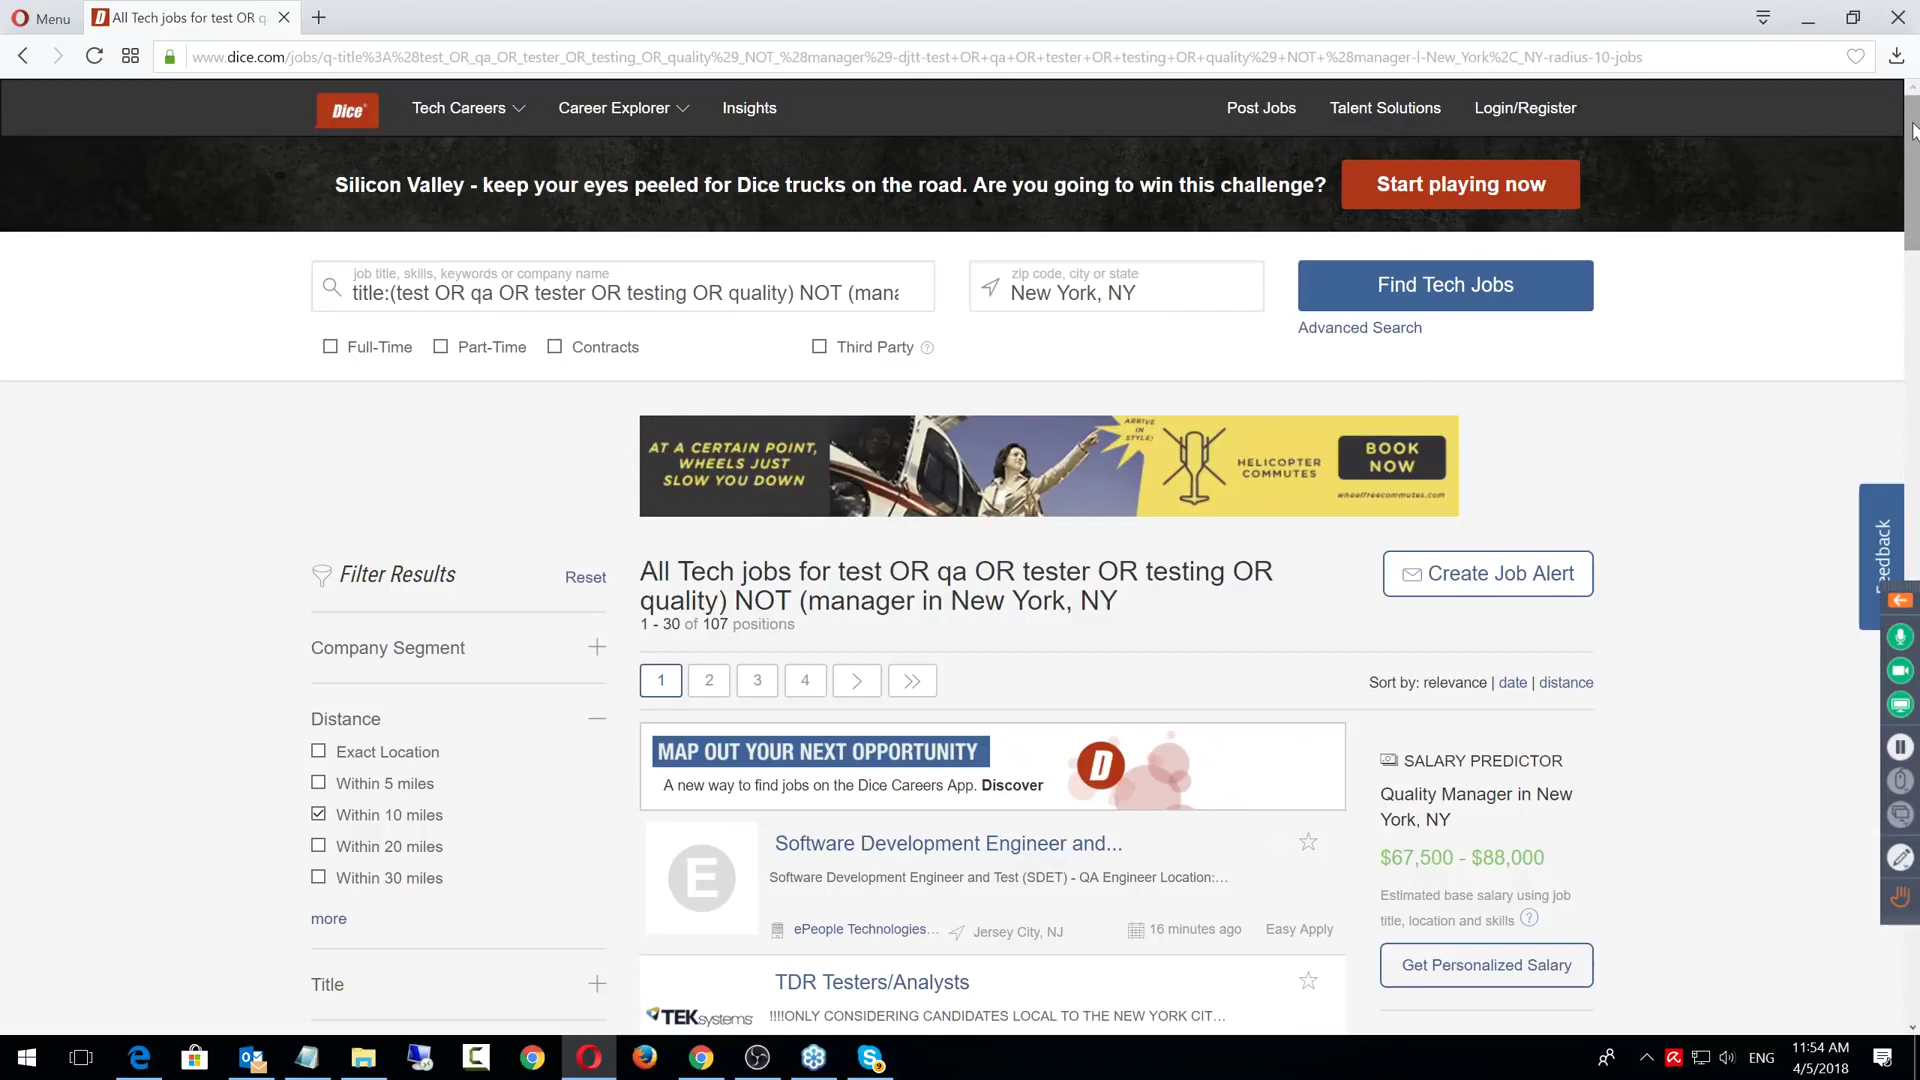 Menu
All Tech jobs for test OR q
www.dice.com/jobs/q-title%3A%28test_OR_qa_OR_tester_OR_testing_OR_quality%29_NOT_%28manager%29-djtt-test+OR+qa+OR+tester+OR+testing+OR+quality%29+NOT+%28manager-l-New_York%2C_NY-radius-10-jobs
Dice
Tech Careers
Career Explorer
Insights
Post Jobs
Talent Solutions
Login/Register
Silicon Valley - keep your eyes peeled for Dice trucks on the road. Are you going to win this challenge?
Start playing now
job title, skills, keywords or company name
title:(test OR qa OR tester OR testing OR quality) NOT (mana
zip code, city or state
New York, NY
Find Tech Jobs
Advanced Search
Full-Time
Part-Time
Contracts
Third Party
AT A CERTAIN POINT,
WHEELS JUST
SLOW YOU DOWN
ARRIVE
IN
STYLE!
HELICOPTER
COMMUTES
BOOK
NOW
wheelfreecommutes.com
Feedback
Filter Results
Reset
All Tech jobs for test OR qa OR tester OR testing OR
quality) NOT (manager in New York, NY
1 - 30 of 107 positions
Create Job Alert
Company Segment
1
2
3
4
Sort by: relevance | date | distance
Distance
Exact Location
Within 5 miles
Within 10 miles
Within 20 miles
Within 30 miles
more
Title
MAP OUT YOUR NEXT OPPORTUNITY
A new way to find jobs on the Dice Careers App. Discover
D
E
Software Development Engineer and...
Software Development Engineer and Test (SDET) - QA Engineer Location:...
ePeople Technologies...
Jersey City, NJ
16 minutes ago
Easy Apply
TDR Testers/Analysts
TEKsystems
!!!!ONLY CONSIDERING CANDIDATES LOCAL TO THE NEW YORK CIT...
SALARY PREDICTOR
Quality Manager in New
York, NY
$67,500 - $88,000
Estimated base salary using job
title, location and skills
Get Personalized Salary
ENG
11:54 AM
4/5/2018